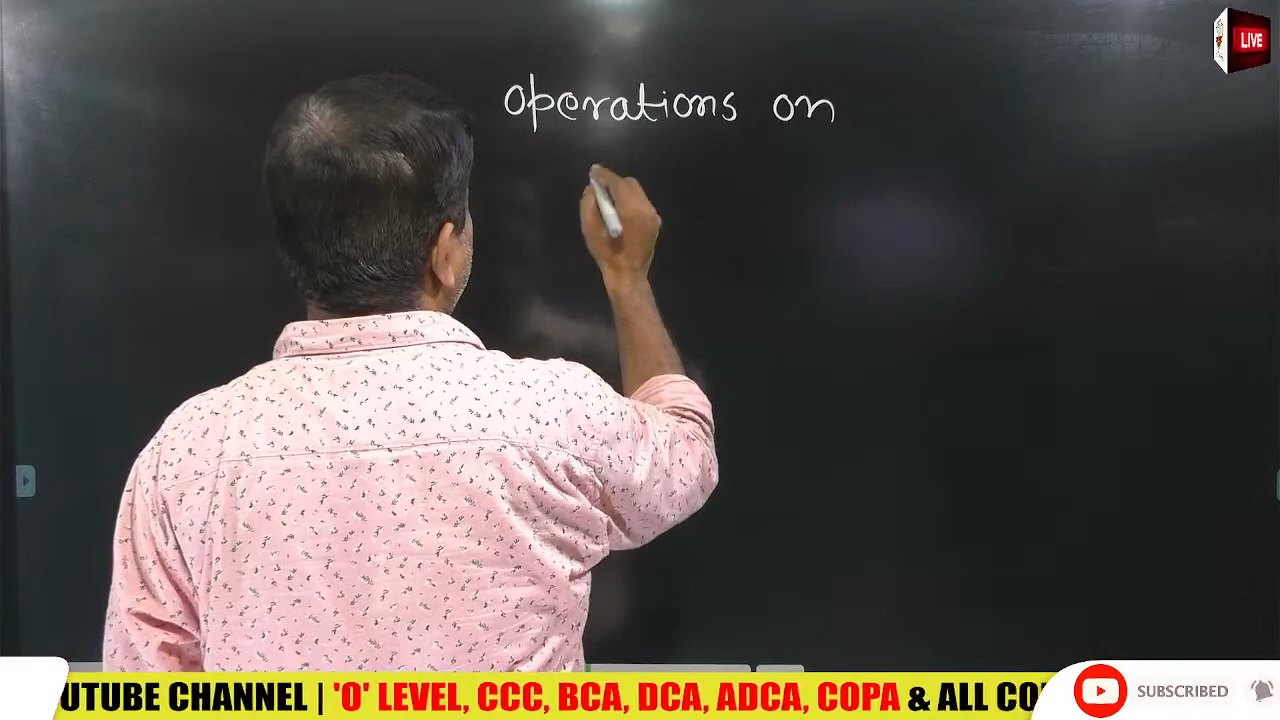 operations on
LIVE
UTUBE CHANNEL | 'O' LEVEL, CCC, BCA, DCA, ADCA, COPA & ALL CO
SUBSCRIBED